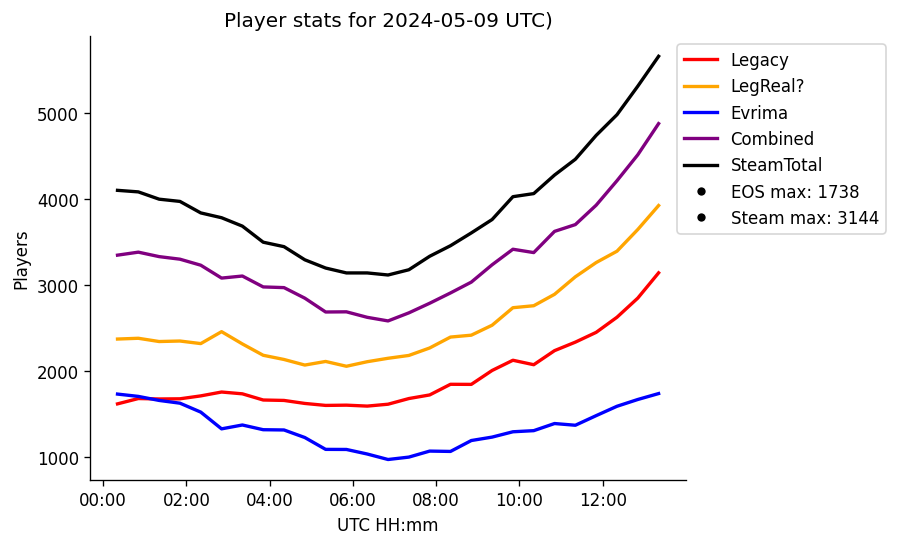 Player stats for 2024-05-09 UTC)
Legacy
LegReal?
Evrima
Combined
SteamTotal
EOS max: 1738
Steam max: 3144
Players
5000
4000
3000
2000
1000
00:00 02:00 04:00 06:00 08:00 10:00 12:00
UTC HH:mm